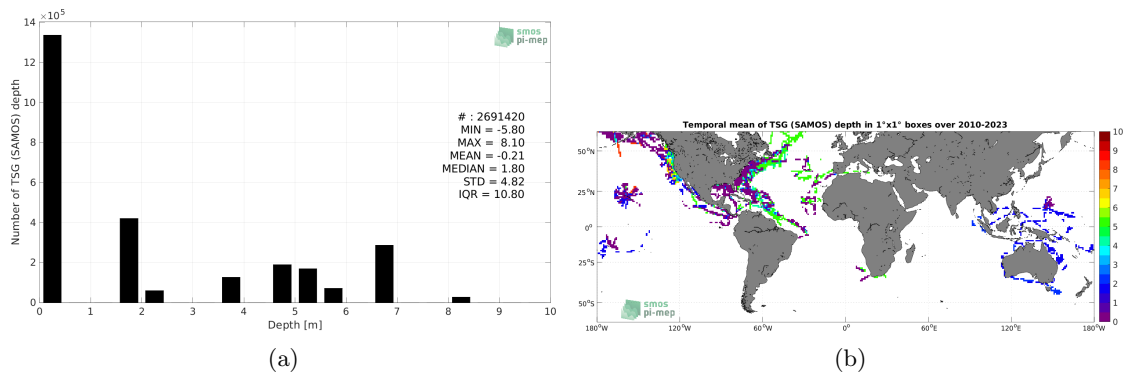 ×10⁵
14
12
10
8
6
4
2
0
Number of TSG (SAMOS) depth
smos
pi-mep
# : 2691420
MIN = -5.80
MAX = 8.10
MEAN = -0.21
MEDIAN = 1.80
STD = 4.82
IQR = 10.80
0 1 2 3 4 5 6 7 8 9 10
Depth [m]
(a)
Temporal mean of TSG (SAMOS) depth in 1°x1° boxes over 2010-2023
50°N
25°N
0°
25°S
50°S
smos
pi-mep
180°W 120°W 60°W 0° 60°E 120°E 180°W
10
9
8
7
6
5
4
3
2
1
0
(b)